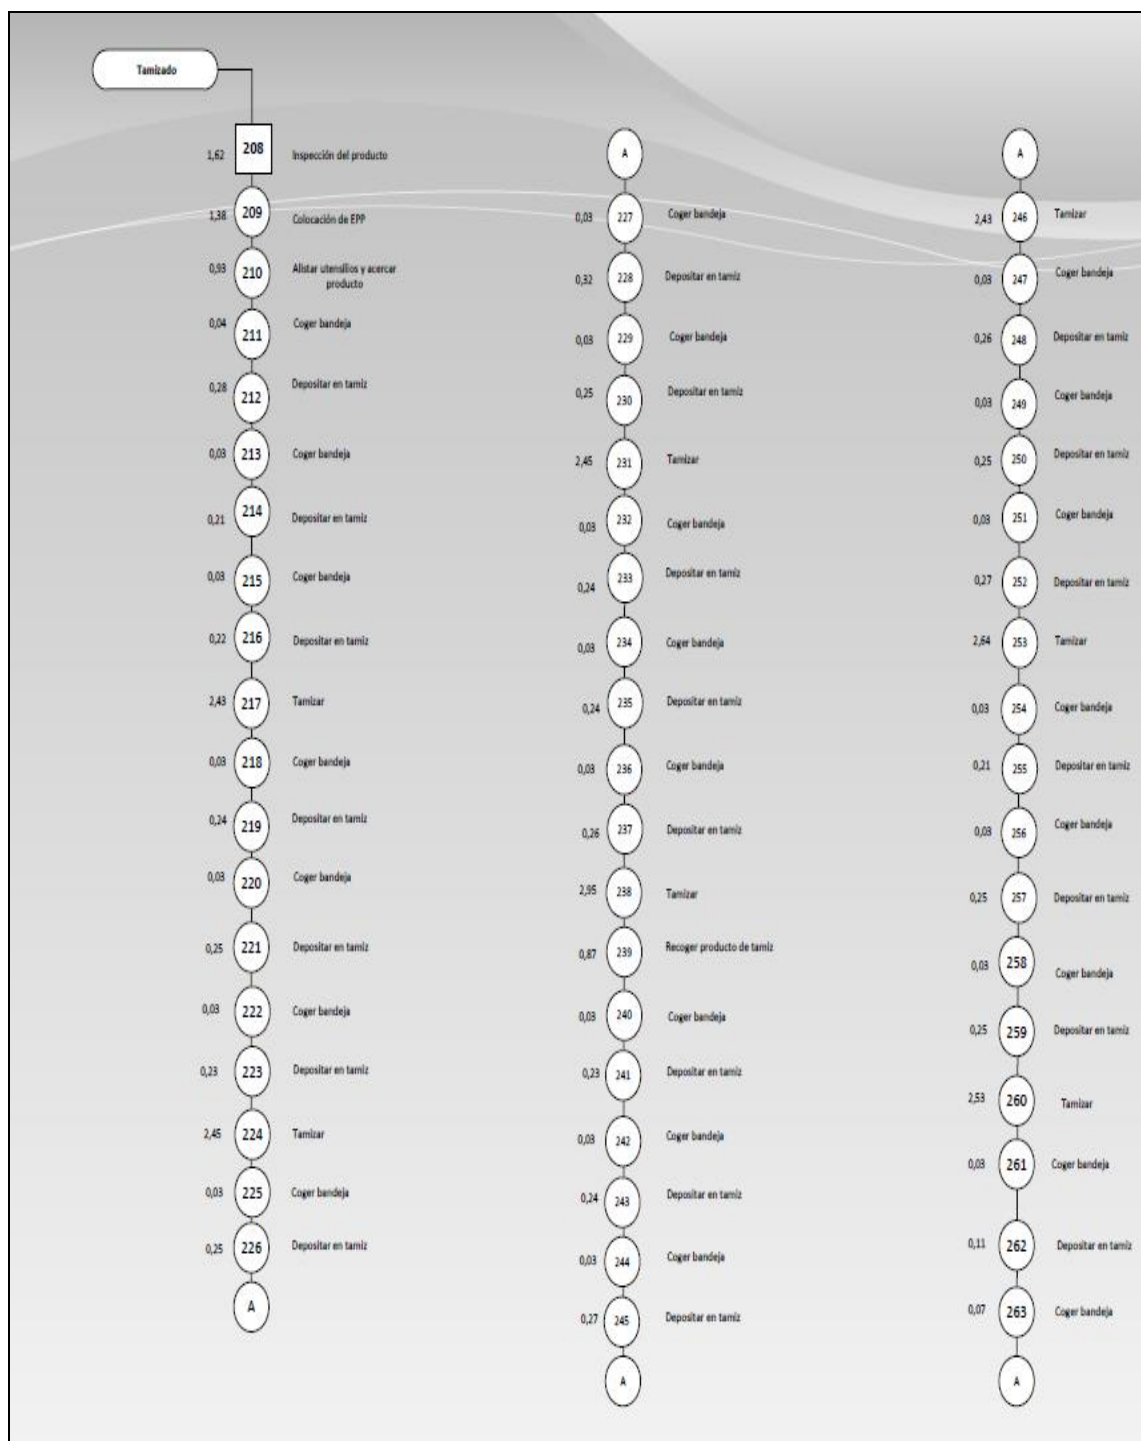 Tamizado
1,62 208 Inspección del producto
1,38 209 Colocación de EPP
0,93 210 Alistar utensilios y acercar
producto
0,04 211 Coger bandeja
0,28 212 Depositar en tamiz
0,03 213 Coger bandeja
0,21 214 Depositar en tamiz
0,03 215 Coger bandeja
0,22 216 Depositar en tamiz
2,43 217 Tamizar
0,03 218 Coger bandeja
0,24 219 Depositar en tamiz
0,03 220 Coger bandeja
0,25 221 Depositar en tamiz
0,03 222 Coger bandeja
0,23 223 Depositar en tamiz
2,45 224 Tamizar
0,03 225 Coger bandeja
0,25 226 Depositar en tamiz
A
A
0,03 227 Coger bandeja
0,32 228 Depositar en tamiz
0,03 229 Coger bandeja
0,25 230 Depositar en tamiz
2,45 231 Tamizar
0,03 232 Coger bandeja
0,24 233 Depositar en tamiz
0,03 234 Coger bandeja
0,24 235 Depositar en tamiz
0,03 236 Coger bandeja
0,26 237 Depositar en tamiz
2,95 238 Tamizar
0,87 239 Recoger producto de tamiz
0,03 240 Coger bandeja
0,23 241 Depositar en tamiz
0,03 242 Coger bandeja
0,24 243 Depositar en tamiz
0,03 244 Coger bandeja
0,27 245 Depositar en tamiz
A
A
2,43 246 Tamizar
0,03 247 Coger bandeja
0,26 248 Depositar en tamiz
0,03 249 Coger bandeja
0,25 250 Depositar en tamiz
0,03 251 Coger bandeja
0,27 252 Depositar en tamiz
2,64 253 Tamizar
0,03 254 Coger bandeja
0,21 255 Depositar en tamiz
0,03 256 Coger bandeja
0,25 257 Depositar en tamiz
0,03 258 Coger bandeja
0,25 259 Depositar en tamiz
2,53 260 Tamizar
0,03 261 Coger bandeja
0,11 262 Depositar en tamiz
0,07 263 Coger bandeja
A